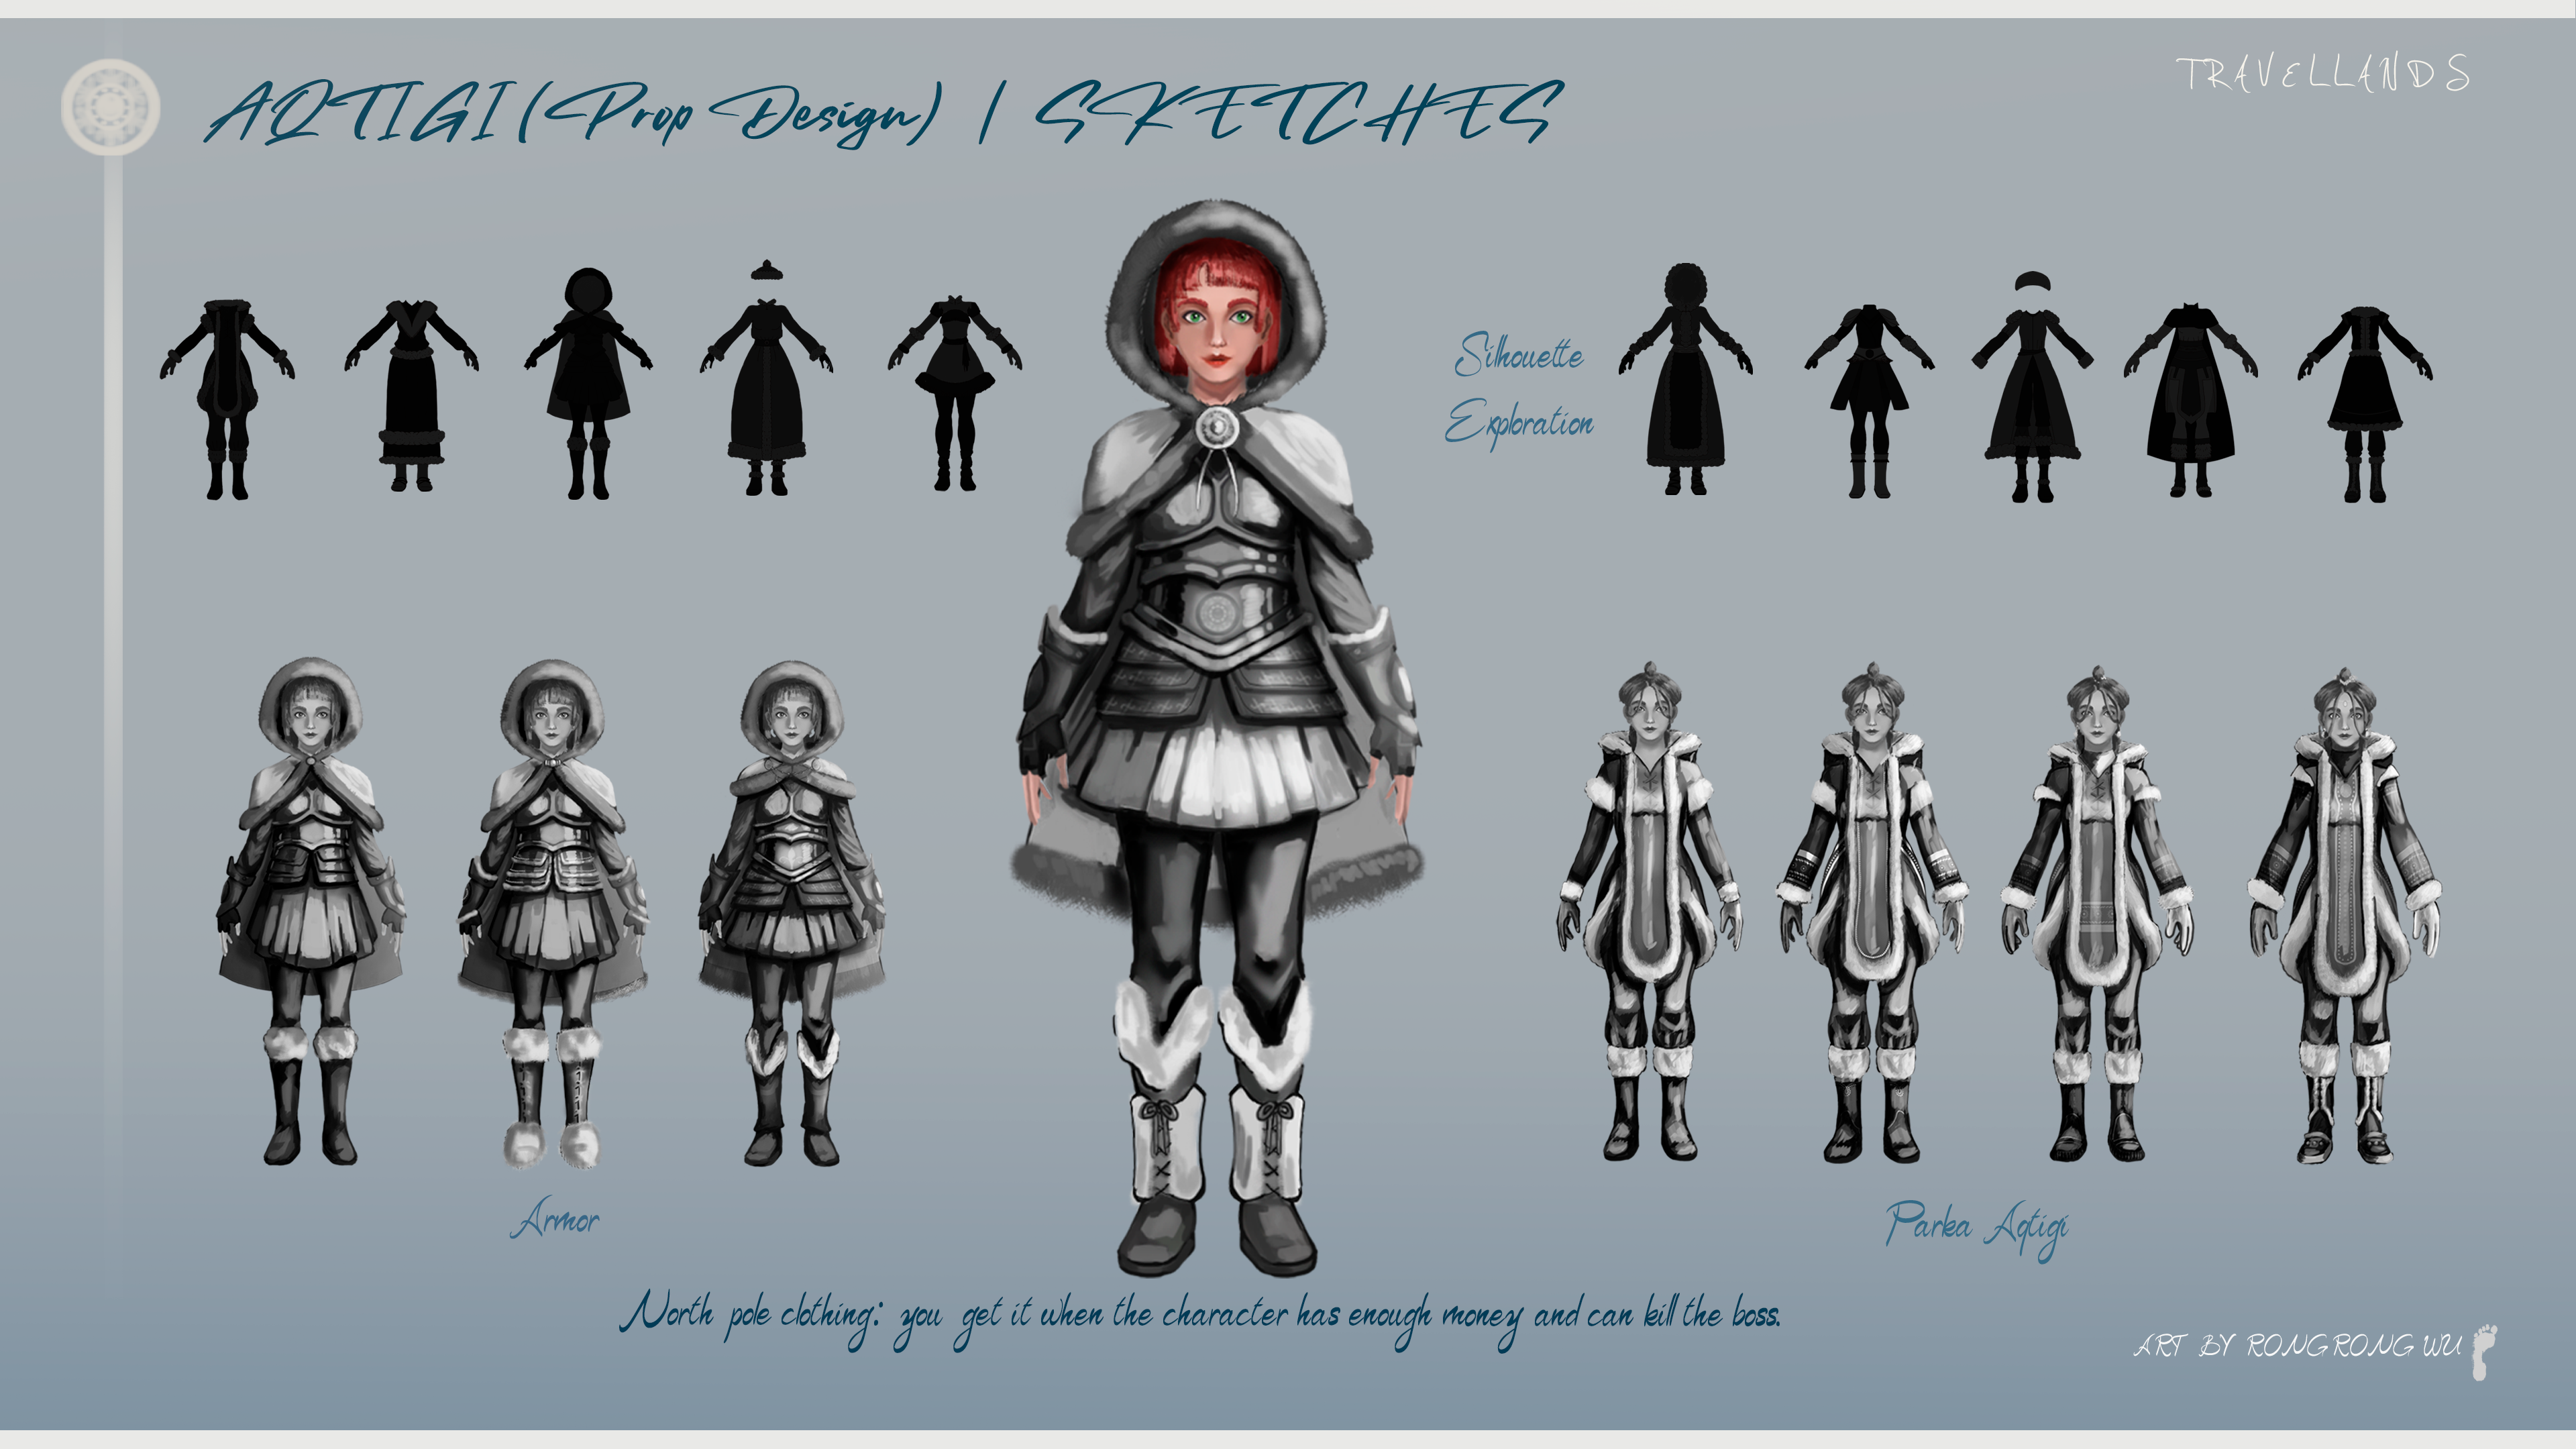 AQTIGI (Prop Design) | SKETCHES
TRAVELLANDS
Silhouette
Exploration
Armor
Parka Aqtigi
North pole clothing: you get it when the character has enough money and can kill the boss.
ART BY RONGRONG WU